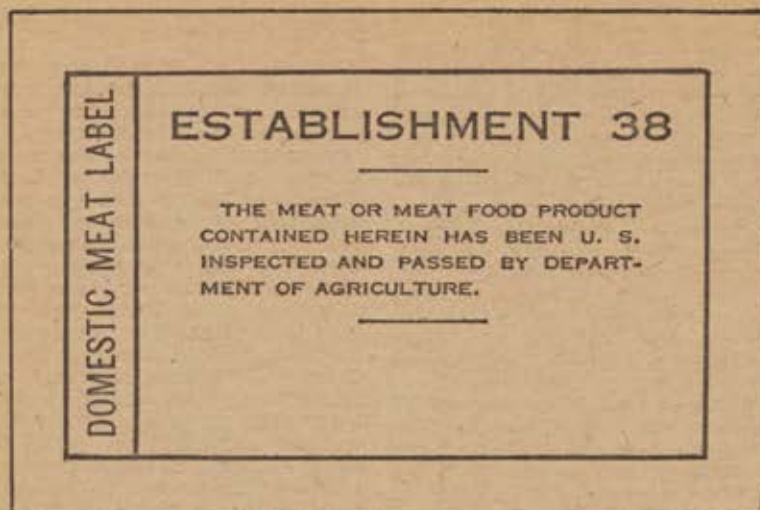 DOMESTIC MEAT LABEL
ESTABLISHMENT 38
THE MEAT OR MEAT FOOD PRODUCT
CONTAINED HEREIN HAS BEEN U. S.
INSPECTED AND PASSED BY DEPART-
MENT OF AGRICULTURE.